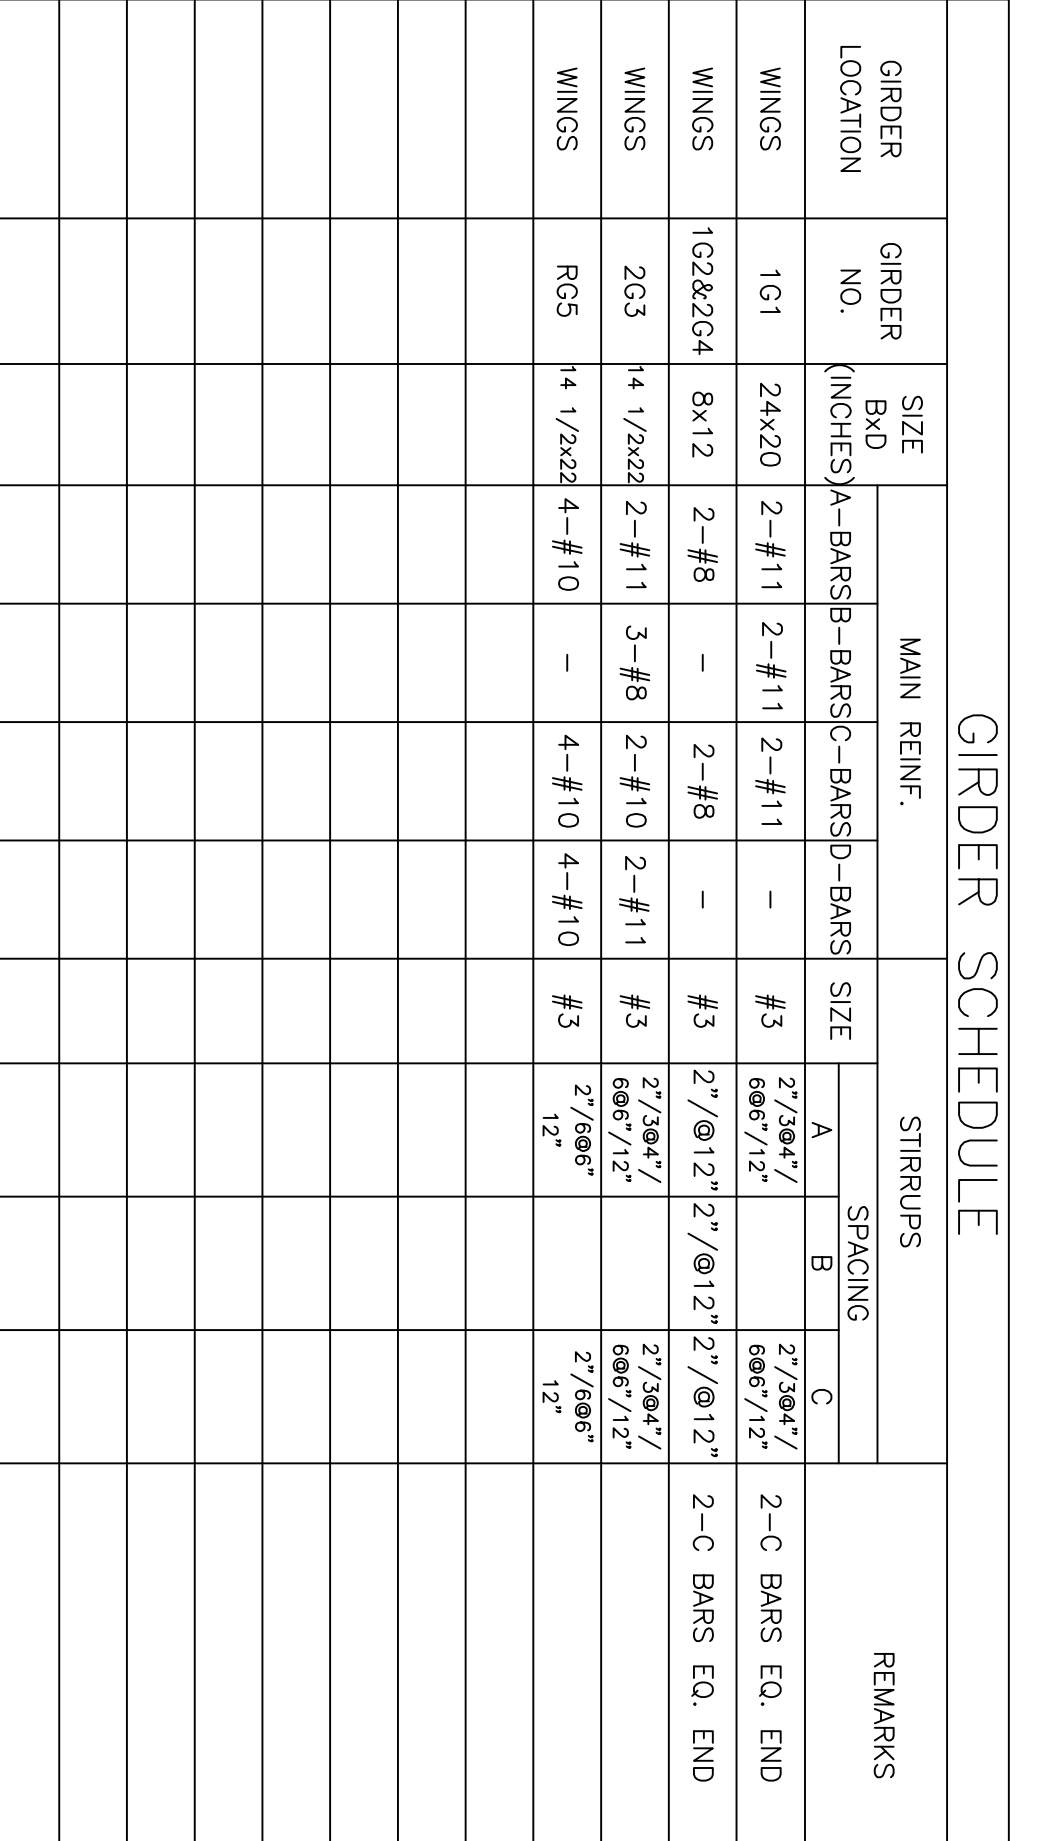 GIRDER SCHEDULE
GIRDER
LOCATION
GIRDER
NO.
SIZE
BxD
(INCHES)
MAIN REINF.
A-BARS
B-BARS
C-BARS
D-BARS
STIRRUPS
SIZE
SPACING
A
B
C
REMARKS
WINGS
1G1
24x20
2-#11
2-#11
2-#11
-
#3
2"/3@4"/
6@6"/12"
2"/3@4"/
6@6"/12"
2-C BARS EQ. END
WINGS
1G2&2G4
8x12
2-#8
-
2-#8
-
#3
2"/@12"
2"/@12"
2"/@12"
2-C BARS EQ. END
WINGS
2G3
14 1/2x22
2-#11
3-#8
2-#10
2-#11
#3
2"/3@4"/
6@6"/12"
2"/3@4"/
6@6"/12"
WINGS
RG5
14 1/2x22
4-#10
-
4-#10
4-#10
#3
2"/6@6"
12"
2"/6@6"
12"